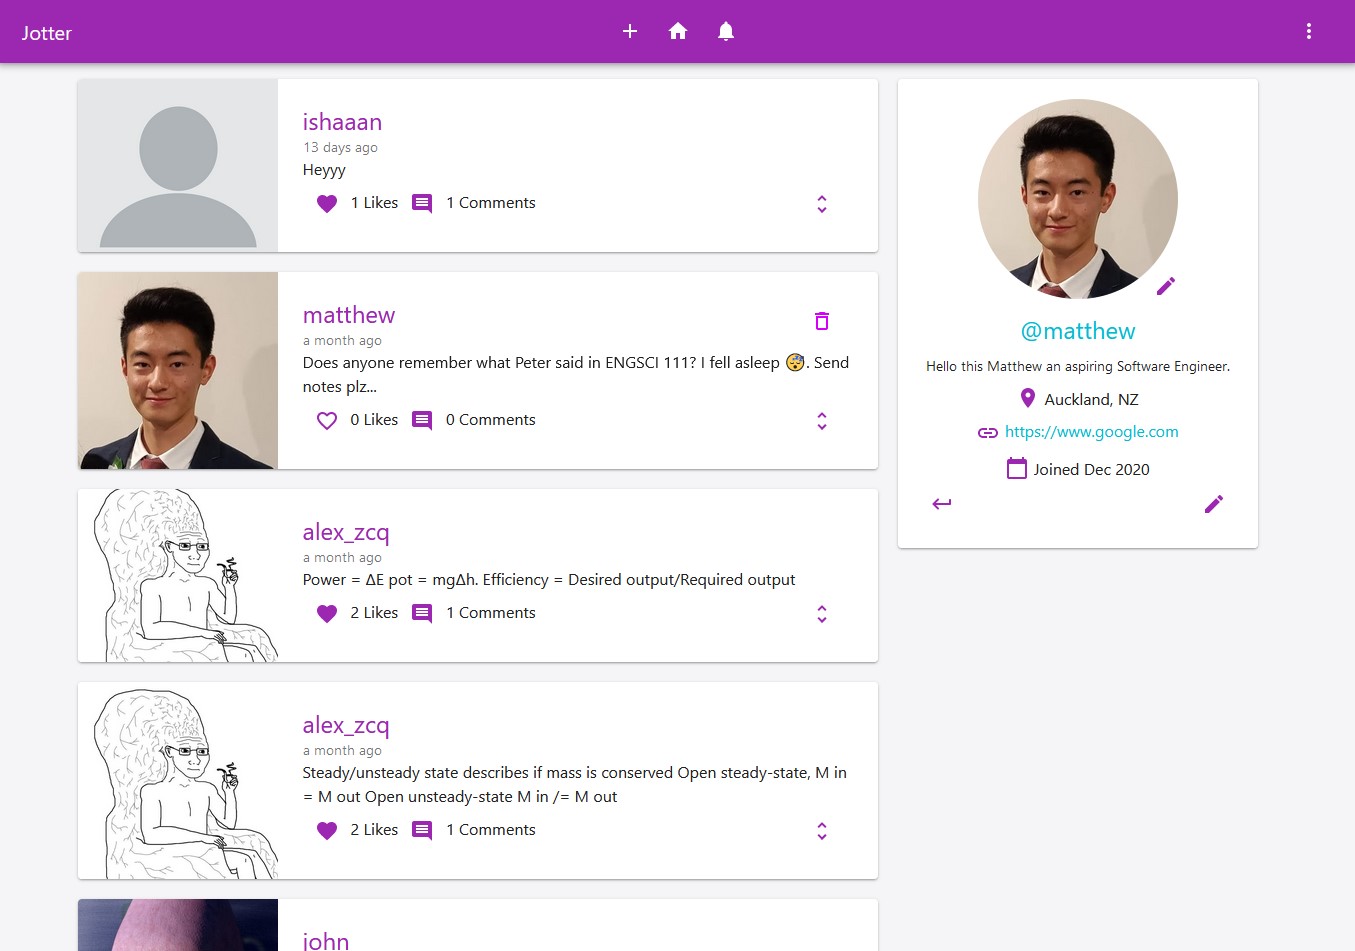 Jotter
ishaaan
13 days ago
Heyyy
1 Likes 1 Comments
matthew
a month ago
Does anyone remember what Peter said in ENGSCI 111? I fell asleep 😴. Send
notes plz...
0 Likes 0 Comments
alex_zcq
a month ago
Power = ΔE pot = mgΔh. Efficiency = Desired output/Required output
2 Likes 1 Comments
alex_zcq
a month ago
Steady/unsteady state describes if mass is conserved Open steady-state, M in
= M out Open unsteady-state M in /= M out
2 Likes 1 Comments
john
@matthew
Hello this Matthew an aspiring Software Engineer.
Auckland, NZ
https://www.google.com
Joined Dec 2020